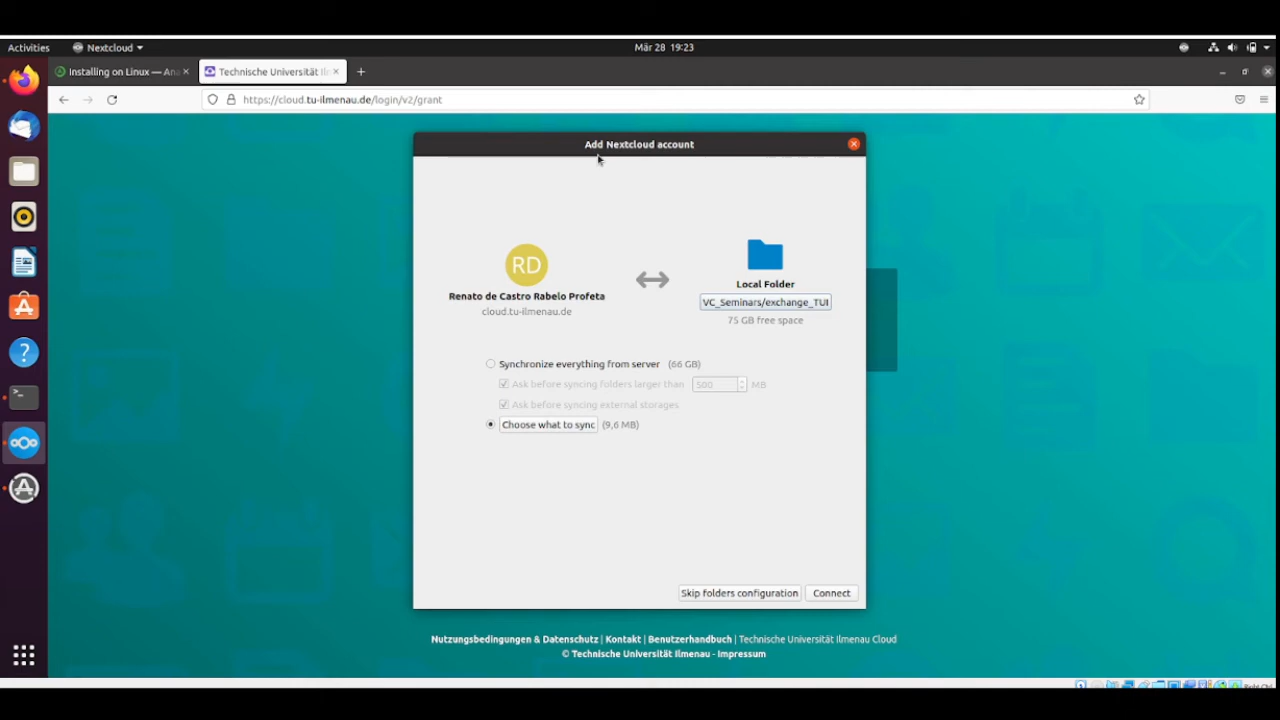 Activities Nextcloud Mär 28 19:23
Installing on Linux — Ana Technische Universität Ilm
https://cloud.tu-ilmenau.de/login/v2/grant
Add Nextcloud account
RD
Local Folder
Renato de Castro Rabelo Profeta VC_Seminars/exchange_TUI
cloud.tu-ilmenau.de 75 GB free space
Synchronize everything from server (66 GB)
Ask before syncing folders larger than 500 MB
Ask before syncing external storages
Choose what to sync (9,6 MB)
Skip folders configuration Connect
Nutzungsbedingungen & Datenschutz | Kontakt | Benutzerhandbuch | Technische Universität Ilmenau Cloud
© Technische Universität Ilmenau - Impressum